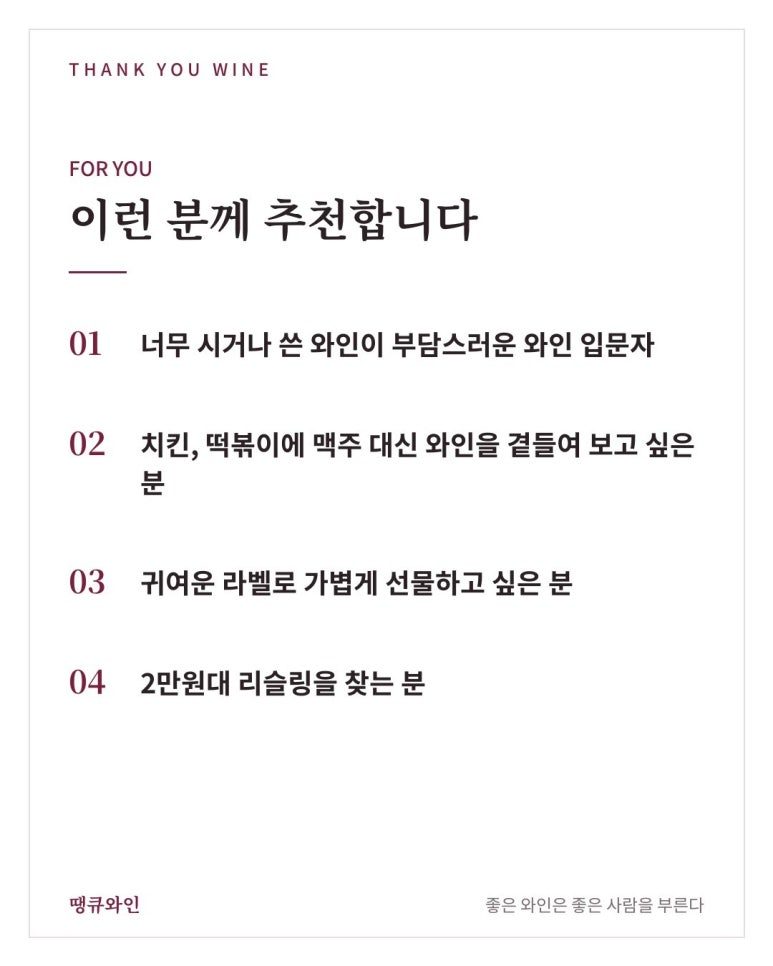 THANK YOU WINE
FOR YOU
이런 분께 추천합니다
01 너무 시거나 쓴 와인이 부담스러운 와인 입문자
02 치킨, 떡볶이에 맥주 대신 와인을 곁들여 보고 싶은
분
03 귀여운 라벨로 가볍게 선물하고 싶은 분
04 2만원대 리슬링을 찾는 분
땡큐와인 좋은 와인은 좋은 사람을 부른다